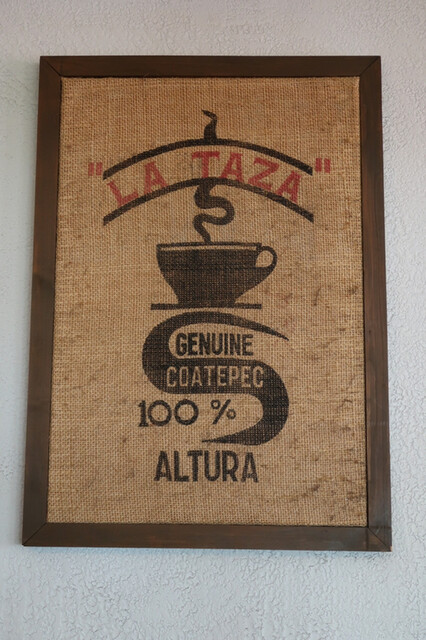 "LA TAZA"
GENUINE
COATEPEC
100 %
ALTURA